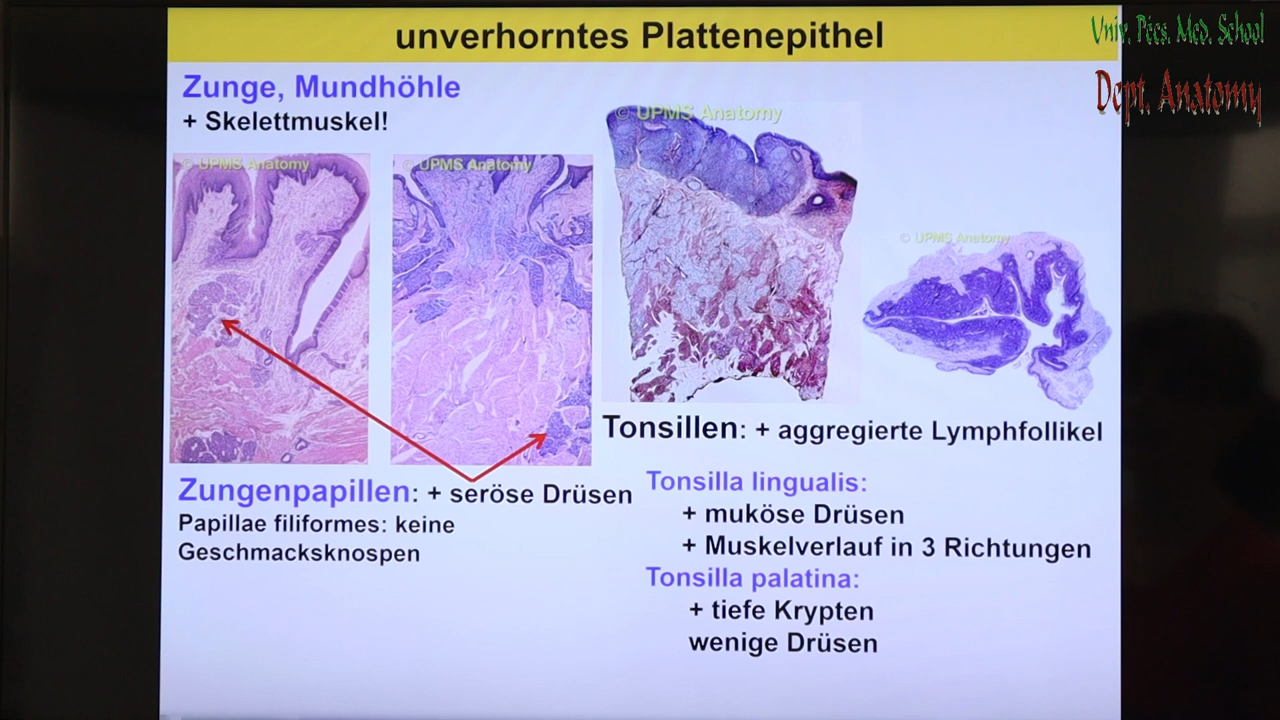 unverhorntes Plattenepithel
Univ. Pécs. Med. School
Dept. Anatomy
Zunge, Mundhöhle
+ Skelettmuskel!
© UPMS Anatomy
© UPMS Anatomy
© UPMS Anatomy
© UPMS Anatomy
Tonsillen: + aggregierte Lymphfollikel
Zungenpapillen: + seröse Drüsen
Papillae filiformes: keine
Geschmacksknospen
Tonsilla lingualis:
+ muköse Drüsen
+ Muskelverlauf in 3 Richtungen
Tonsilla palatina:
+ tiefe Krypten
wenige Drüsen